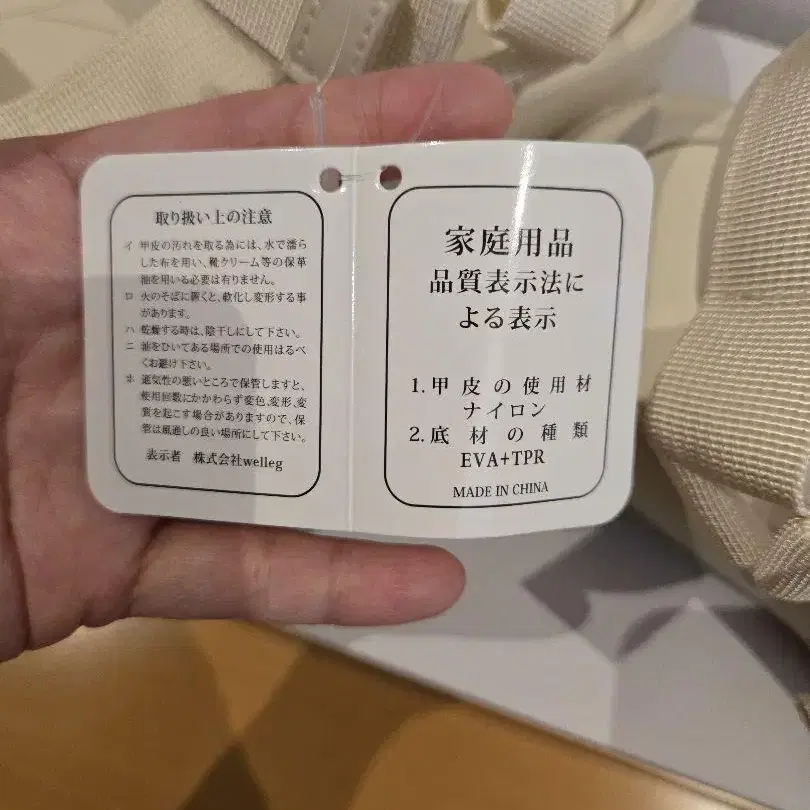 取り扱い上の注意
イ 甲皮の汚れを取る為には、水で濡ら
した布を用い、靴クリーム等の保革
油を用いる必要は有りません。
ロ 火のそばに置くと、軟化し変形する事
があります。
ハ 乾燥する時は、陰干しにして下さい。
ニ 油をひいてある場所での使用はるべ
くお避け下さい。
ホ 通気性の悪いところで保管しますと、
使用回数にかかわらず変色、変形、変
質を起こす場合がありますので、保
管は風通しの良い場所にして下さい。
表示者 株式会社welleg
家庭用品
品質表示法に
よる表示
1.甲皮の使用材
ナイロン
2.底材の種類
EVA+TPR
MADE IN CHINA